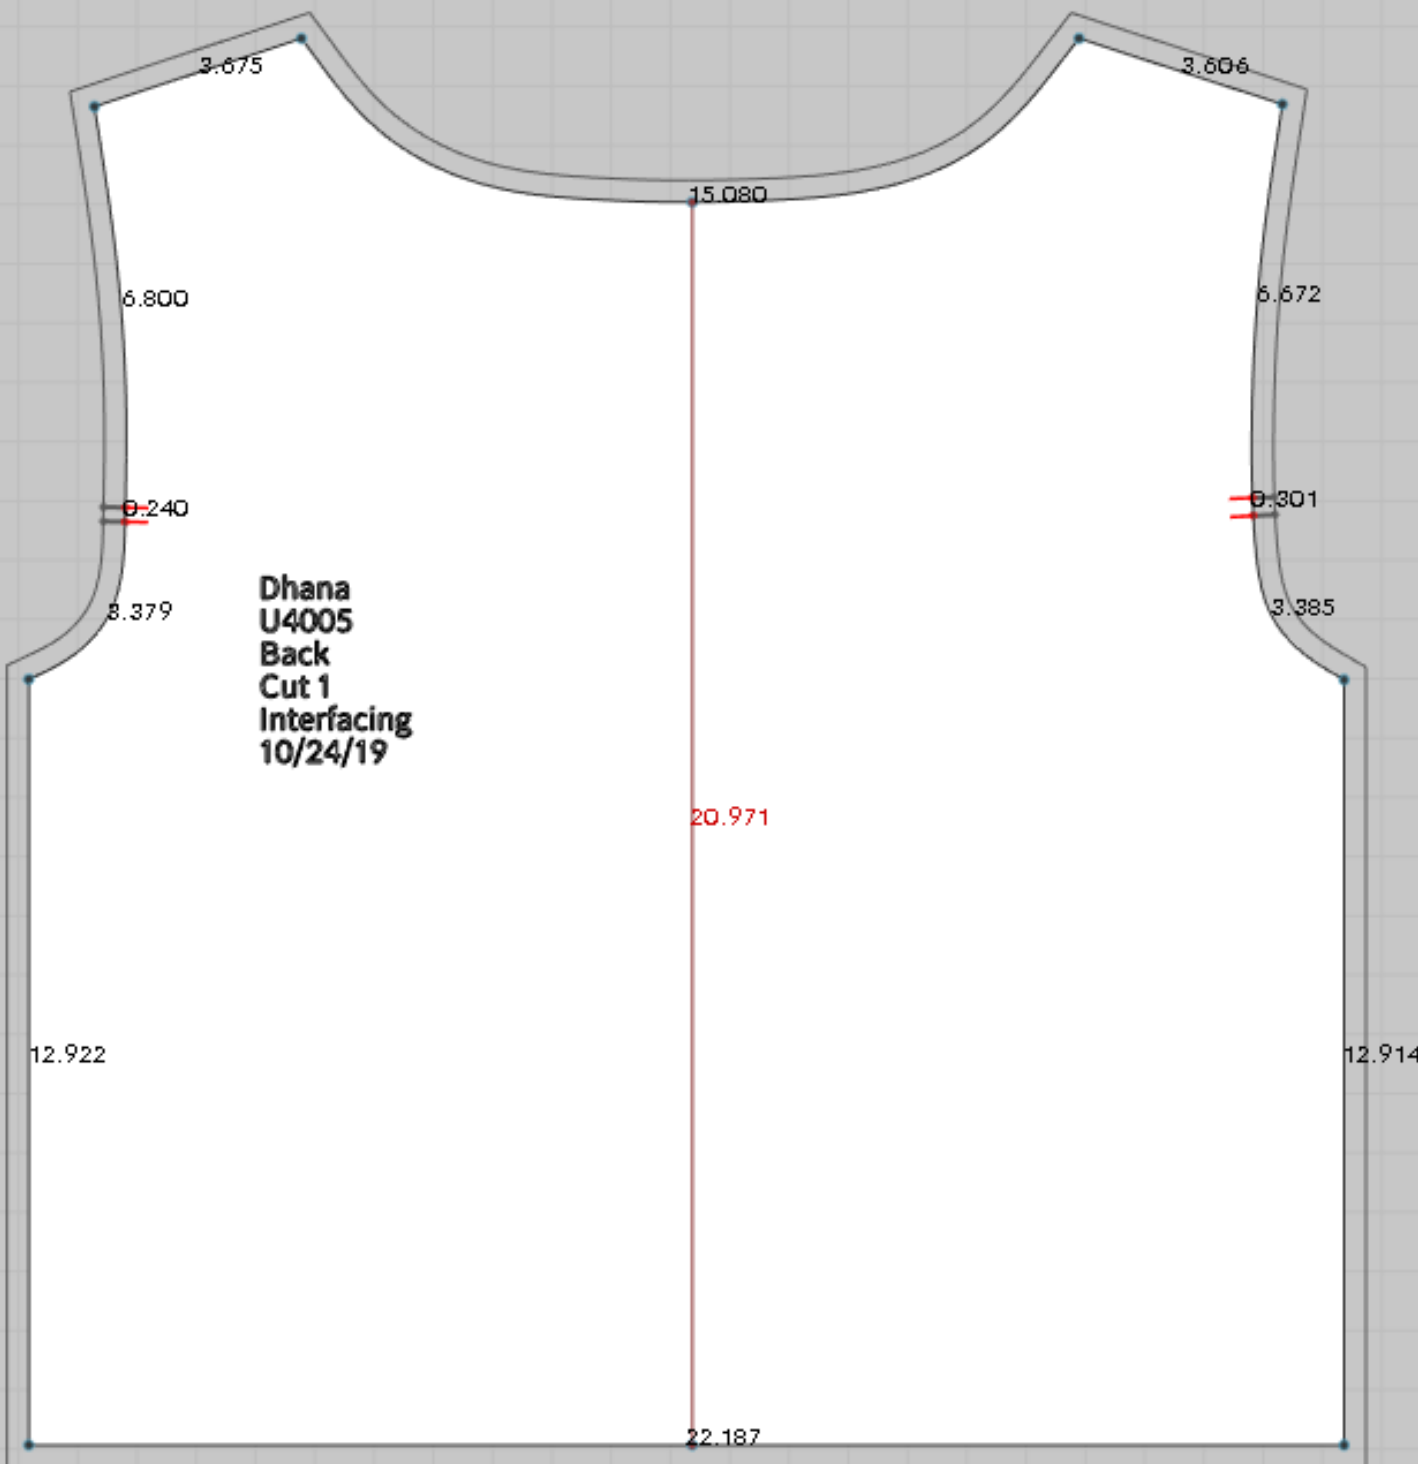 3.675
3.606
15.080
6.800
6.672
0.240
0.301
Dhana
U4005
Back
Cut 1
Interfacing
10/24/19
3.379
3.385
20.971
12.922
12.914
22.187